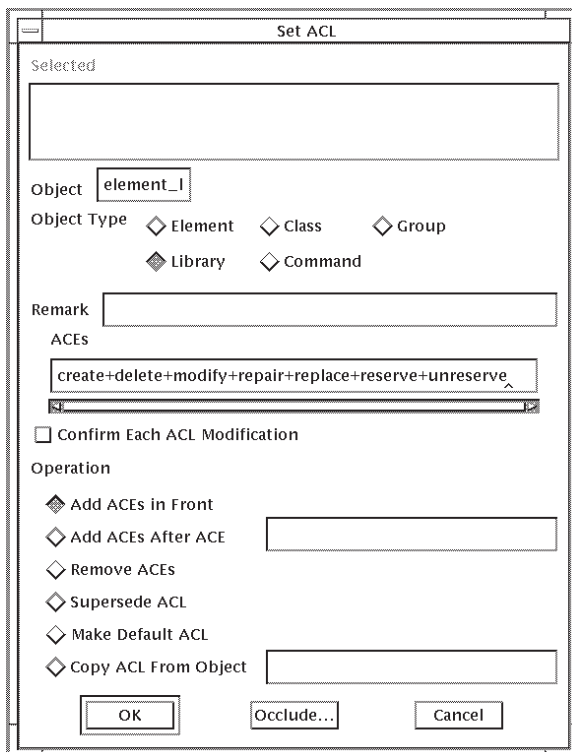 Set ACL
Selected
Object element_l
Object Type Element Class Group
Library Command
Remark
ACEs
create+delete+modify+repair+replace+reserve+unreserve
Confirm Each ACL Modification
Operation
Add ACEs in Front
Add ACEs After ACE
Remove ACEs
Supersede ACL
Make Default ACL
Copy ACL From Object
OK Occlude... Cancel